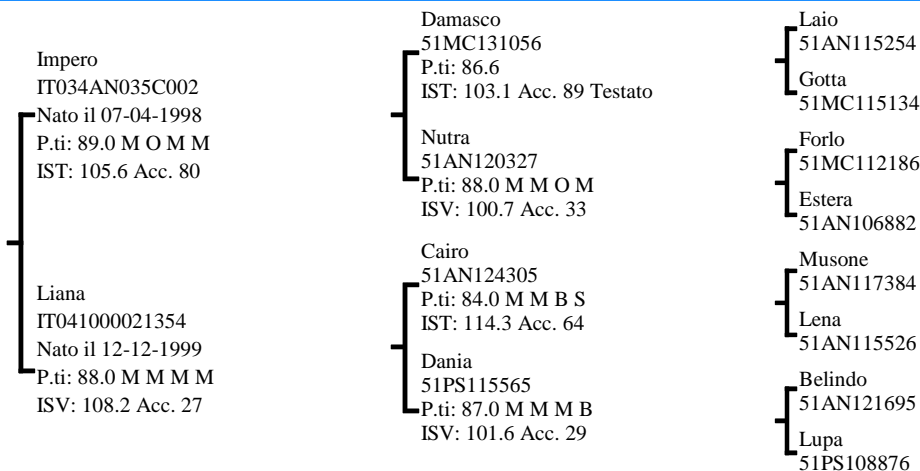 Impero
IT034AN035C002
Nato il 07-04-1998
P.ti: 89.0 M O M M
IST: 105.6 Acc. 80
Liana
IT041000021354
Nato il 12-12-1999
P.ti: 88.0 M M M M
ISV: 108.2 Acc. 27
Damasco
51MC131056
P.ti: 86.6
IST: 103.1 Acc. 89 Testato
Nutra
51AN120327
P.ti: 88.0 M M O M
ISV: 100.7 Acc. 33
Cairo
51AN124305
P.ti: 84.0 M M B S
IST: 114.3 Acc. 64
Dania
51PS115565
P.ti: 87.0 M M M B
ISV: 101.6 Acc. 29
Laio
51AN115254
Gotta
51MC115134
Forlo
51MC112186
Estera
51AN106882
Musone
51AN117384
Lena
51AN115526
Belindo
51AN121695
Lupa
51PS108876